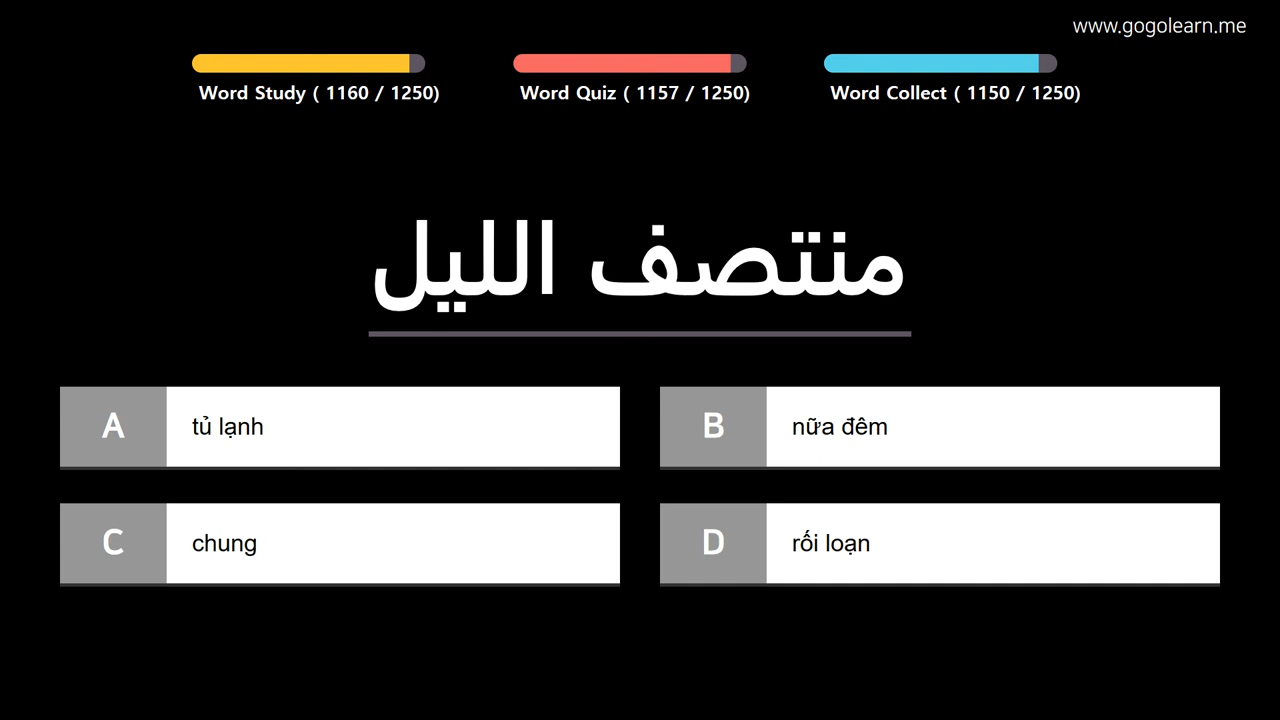 www.gogolearn.me
Word Study ( 1160 / 1250)
Word Quiz ( 1157 / 1250)
Word Collect ( 1150 / 1250)
منتصف الليل
A
tủ lạnh
B
nữa đêm
C
chung
D
rối loạn